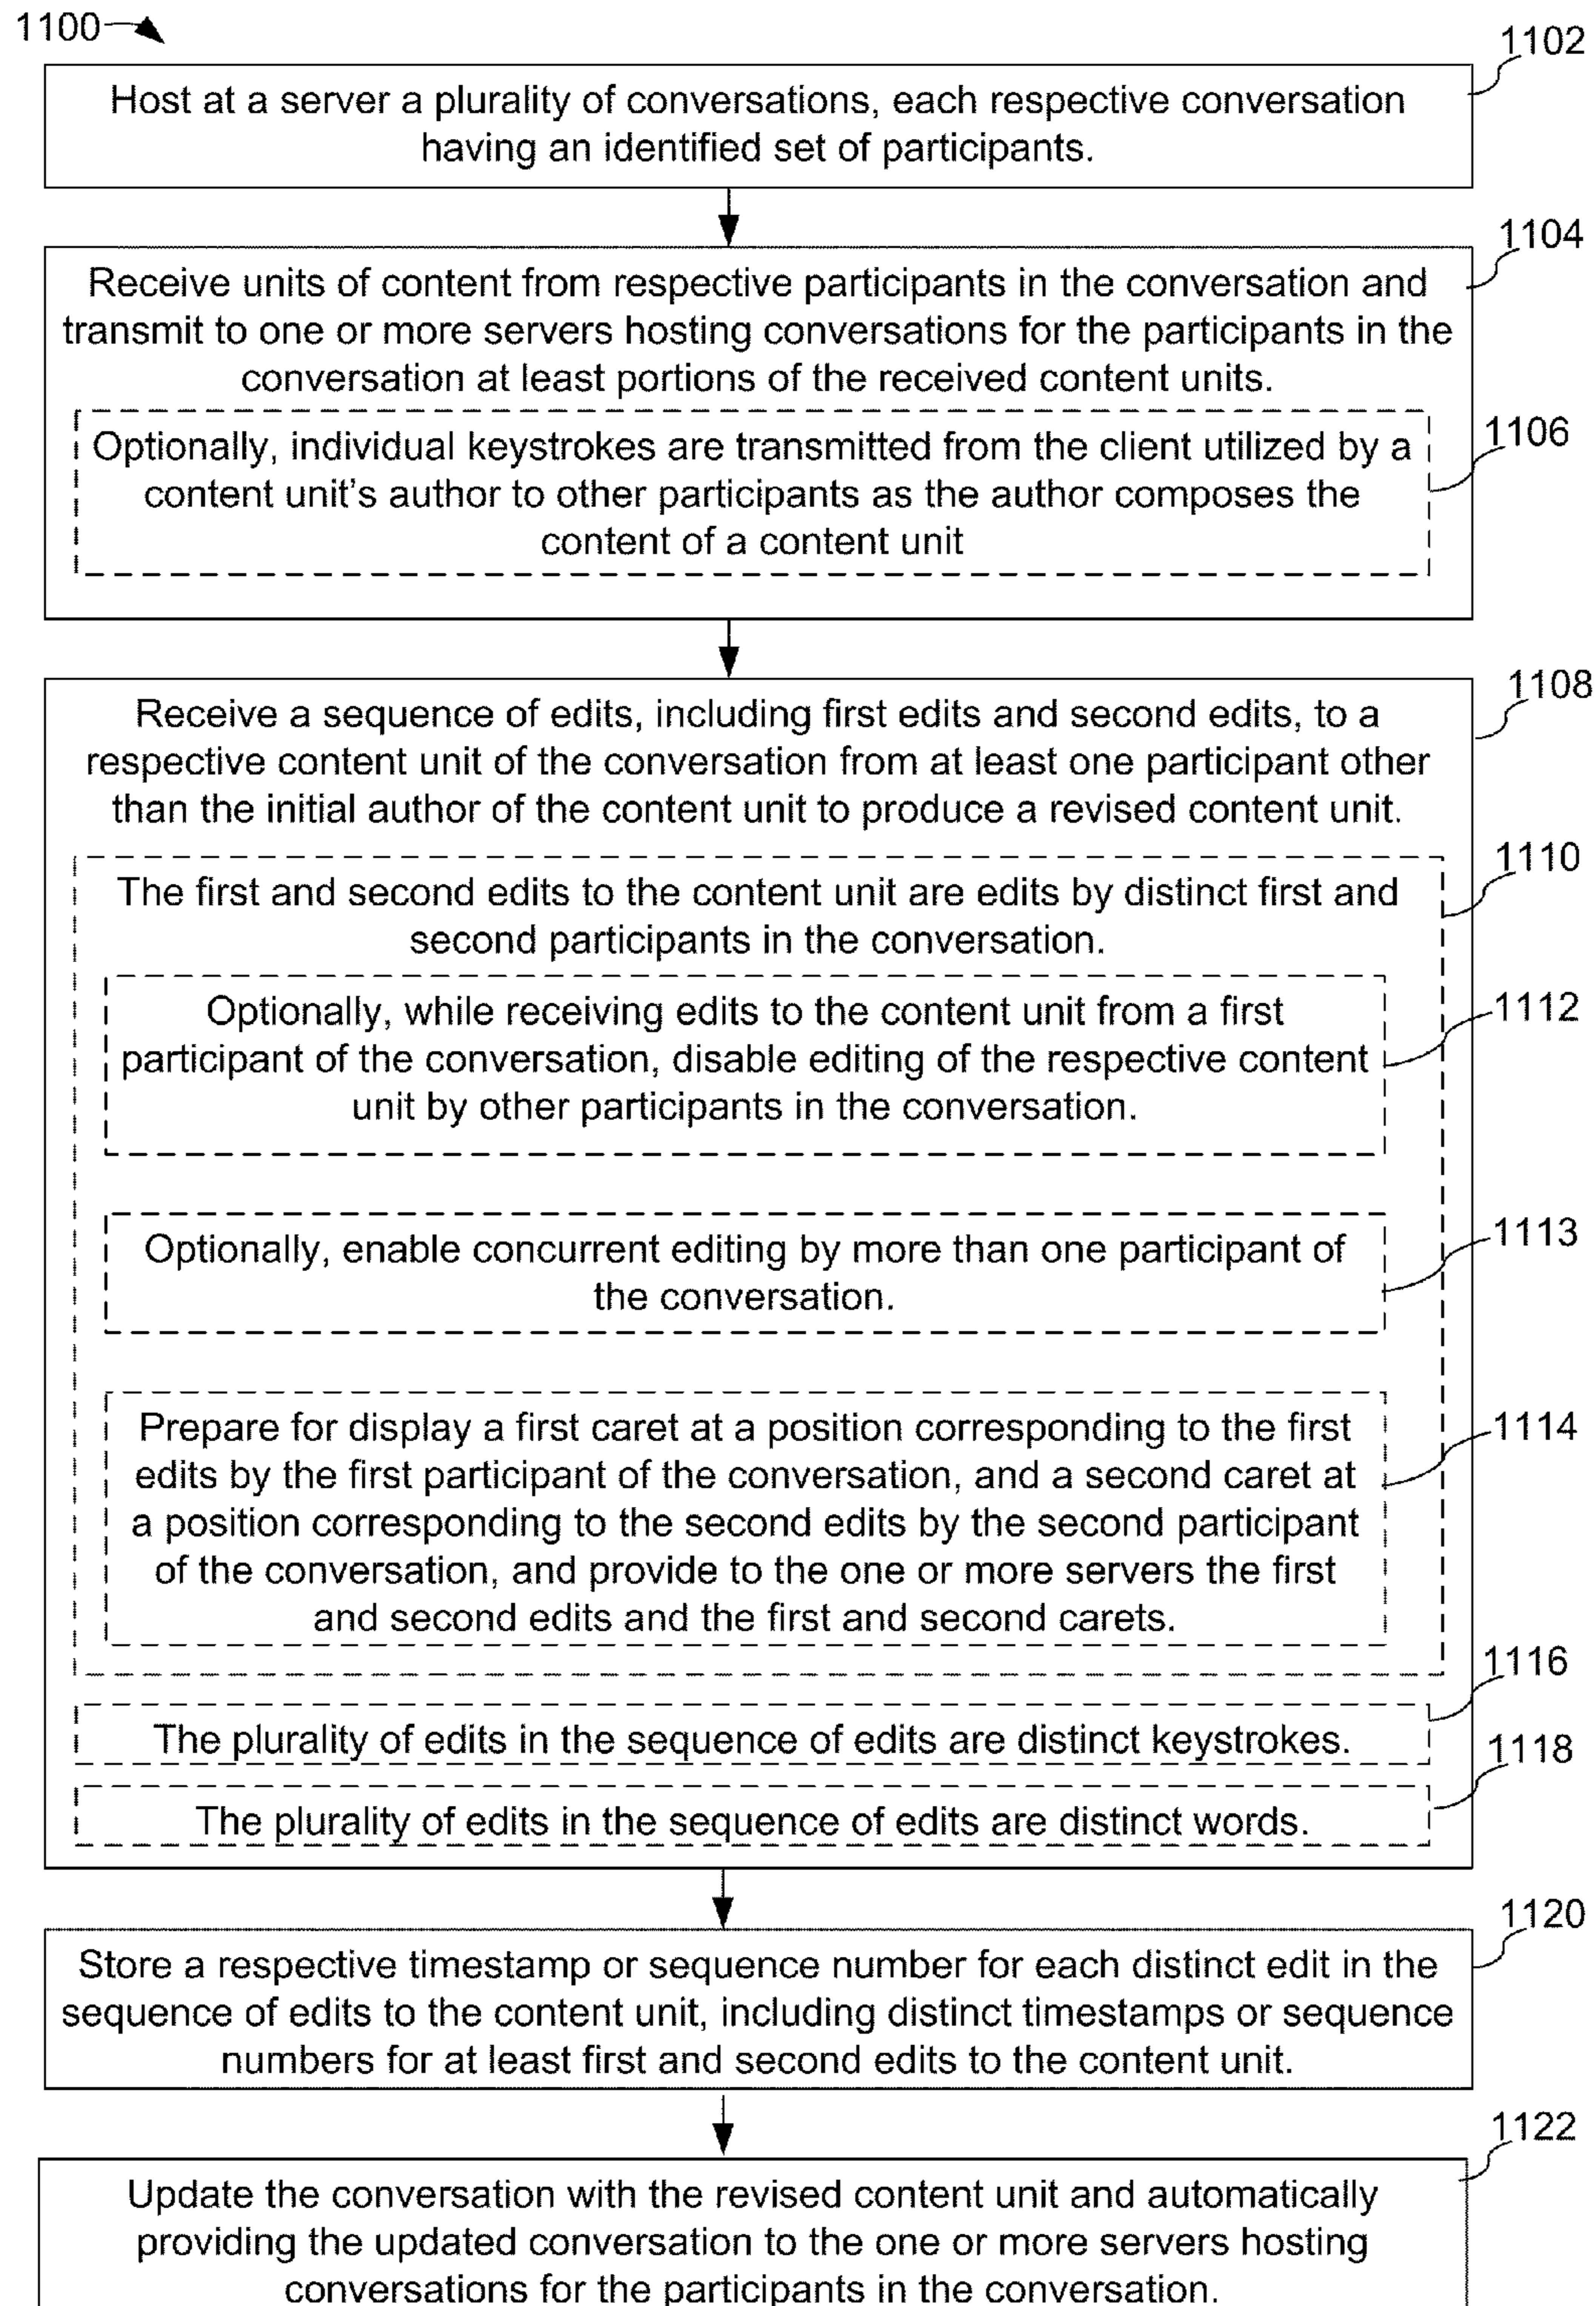 1100
1102
Host at a server a plurality of conversations, each respective conversation
having an identified set of participants.
1104
Receive units of content from respective participants in the conversation and
transmit to one or more servers hosting conversations for the participants in the
conversation at least portions of the received content units.
1106
Optionally, individual keystrokes are transmitted from the client utilized by a
content unit's author to other participants as the author composes the
content of a content unit
1108
Receive a sequence of edits, including first edits and second edits, to a
respective content unit of the conversation from at least one participant other
than the initial author of the content unit to produce a revised content unit.
1110
The first and second edits to the content unit are edits by distinct first and
second participants in the conversation.
1112
Optionally, while receiving edits to the content unit from a first
participant of the conversation, disable editing of the respective content
unit by other participants in the conversation.
1113
Optionally, enable concurrent editing by more than one participant of
the conversation.
1114
Prepare for display a first caret at a position corresponding to the first
edits by the first participant of the conversation, and a second caret at
a position corresponding to the second edits by the second participant
of the conversation, and provide to the one or more servers the first
and second edits and the first and second carets.
1116
The plurality of edits in the sequence of edits are distinct keystrokes.
1118
The plurality of edits in the sequence of edits are distinct words.
1120
Store a respective timestamp or sequence number for each distinct edit in the
sequence of edits to the content unit, including distinct timestamps or sequence
numbers for at least first and second edits to the content unit.
1122
Update the conversation with the revised content unit and automatically
providing the updated conversation to the one or more servers hosting
conversations for the participants in the conversation.